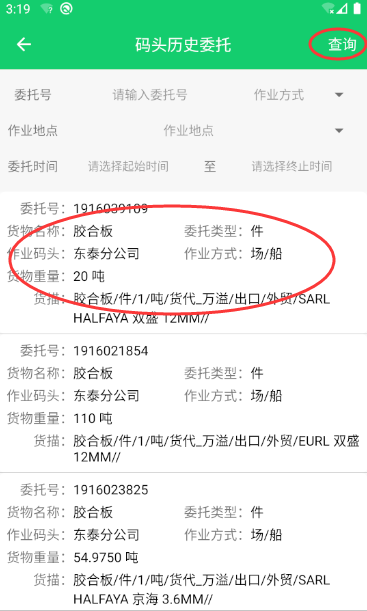 3:19
码头历史委托
查询
委托号 请输入委托号 作业方式
作业地点 作业地点
委托时间 请选择起始时间 至 请选择终止时间
委托号: 1916039109
货物名称: 胶合板 委托类型: 件
作业码头: 东泰分公司 作业方式: 场/船
货物重量: 20 吨
货描: 胶合板/件/1/吨/货代_万溢/出口/外贸/SARL
HALFAYA 双盛 12MM//
委托号: 1916021854
货物名称: 胶合板 委托类型: 件
作业码头: 东泰分公司 作业方式: 场/船
货物重量: 110 吨
货描: 胶合板/件/1/吨/货代_万溢/出口/外贸/EURL 双盛
12MM//
委托号: 1916023825
货物名称: 胶合板 委托类型: 件
作业码头: 东泰分公司 作业方式: 场/船
货物重量: 54.9750 吨
货描: 胶合板/件/1/吨/货代_万溢/出口/外贸/SARL
HALFAYA 京海 3.6MM//